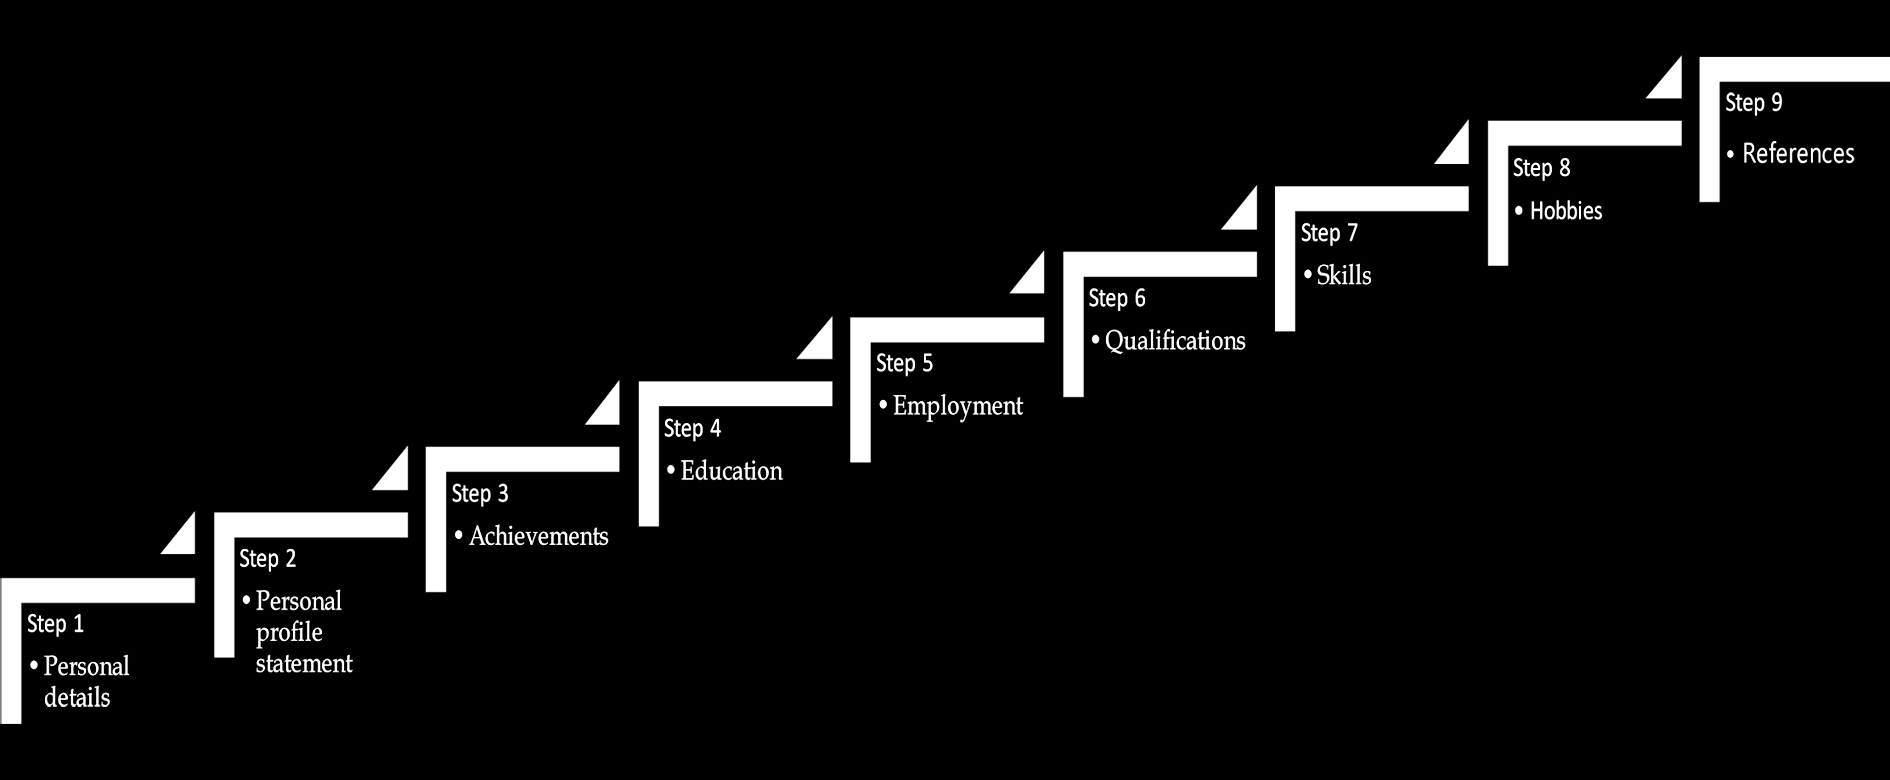 Step 1
• Personal
details
Step 2
• Personal
profile
statement
Step 3
• Achievements
Step 4
• Education
Step 5
• Employment
Step 6
• Qualifications
Step 7
• Skills
Step 8
• Hobbies
Step 9
• References